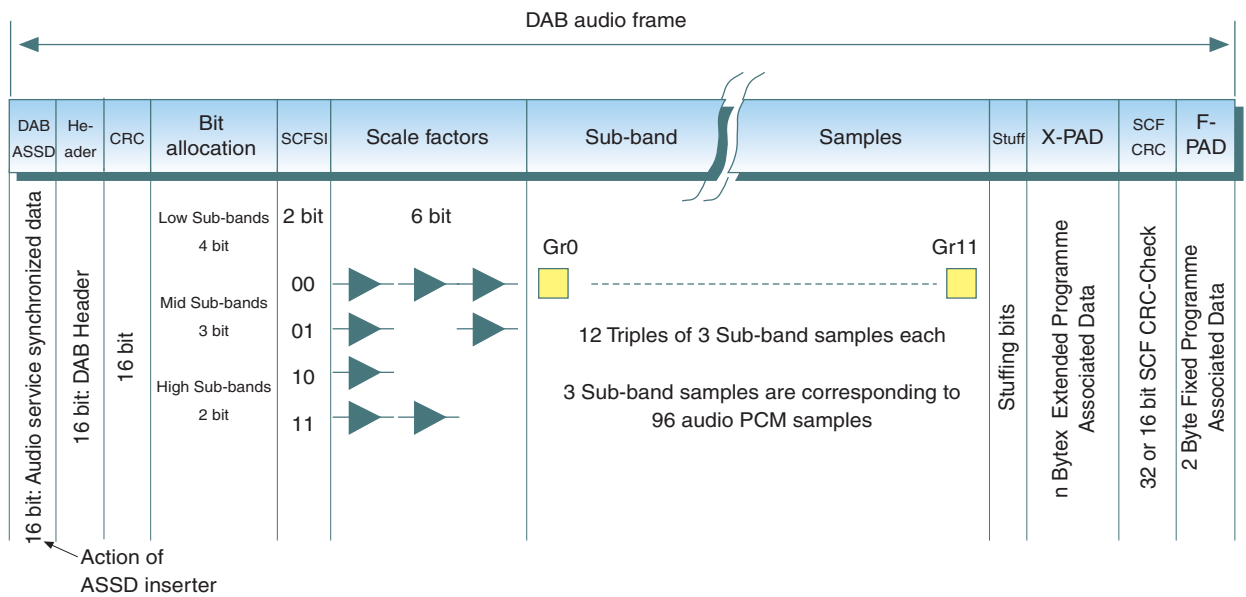 DAB audio frame
DAB
ASSD
He-
ader
CRC
Bit
allocation
SCFSI
Scale factors
Sub-band
Samples
Stuff
X-PAD
SCF
CRC
F-
PAD
16 bit: Audio service synchronized data
16 bit: DAB Header
16 bit
Low Sub-bands
4 bit
Mid Sub-bands
3 bit
High Sub-bands
2 bit
2 bit
00
01
10
11
6 bit
Gr0
Gr11
12 Triples of 3 Sub-band samples each
3 Sub-band samples are corresponding to
96 audio PCM samples
Stuffing bits
n Bytex Extended Programme
Associated Data
32 or 16 bit SCF CRC-Check
2 Byte Fixed Programme
Associated Data
Action of
ASSD inserter